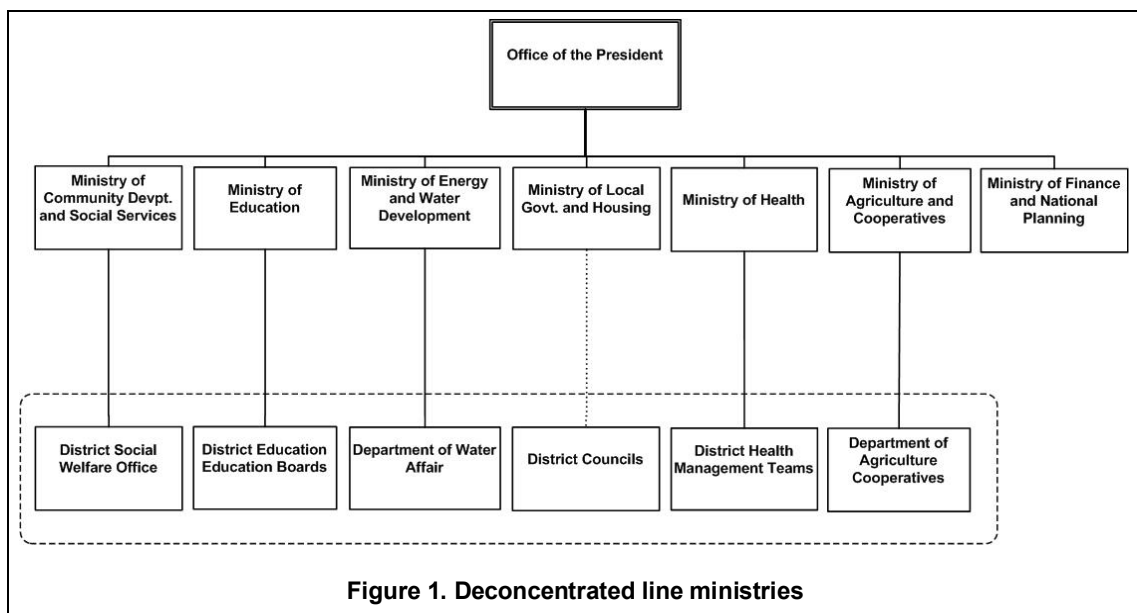 Office of the President
Ministry of
Community Devpt.
and Social Services
Ministry of
Education
Ministry of Energy
and Water
Development
Ministry of Local
Govt. and Housing
Ministry of Health
Ministry of
Agriculture and
Cooperatives
Ministry of Finance
and National
Planning
District Social
Welfare Office
District Education
Education Boards
Department of Water
Affair
District Councils
District Health
Management Teams
Department of
Agriculture
Cooperatives
Figure 1. Deconcentrated line ministries